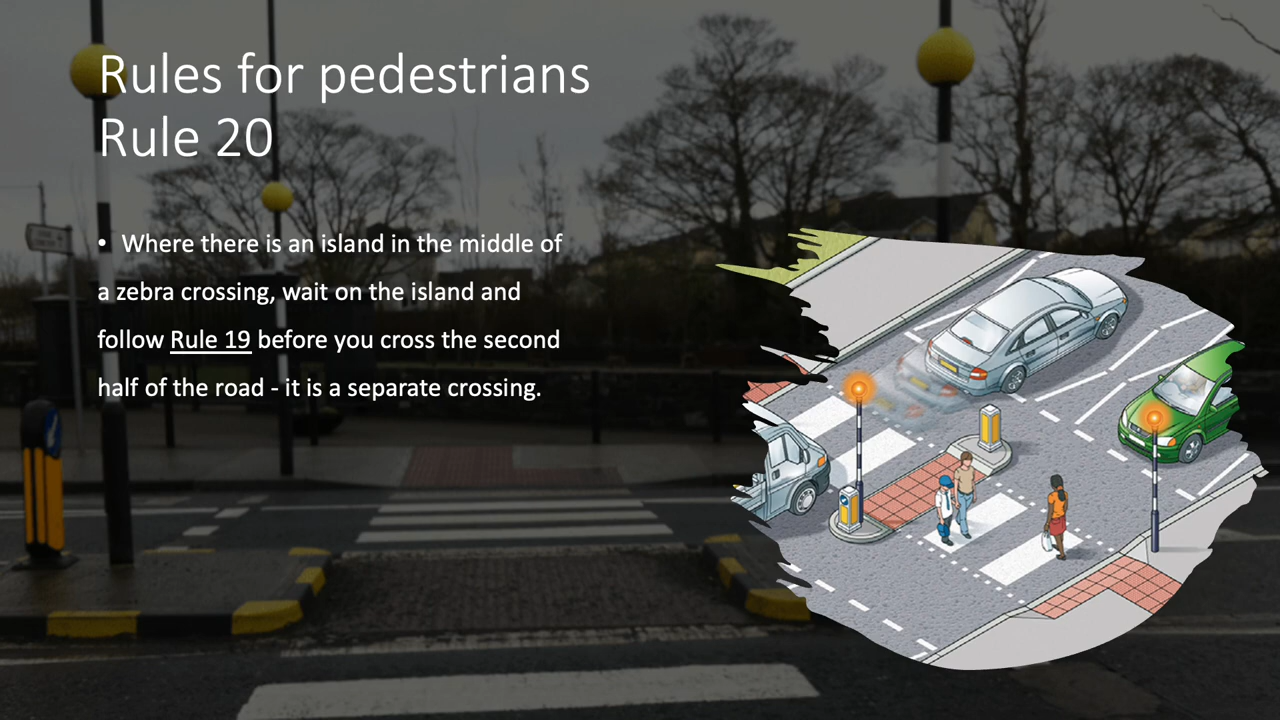 Rules for pedestrians
Rule 20
• Where there is an island in the middle of
a zebra crossing, wait on the island and
follow Rule 19 before you cross the second
half of the road - it is a separate crossing.